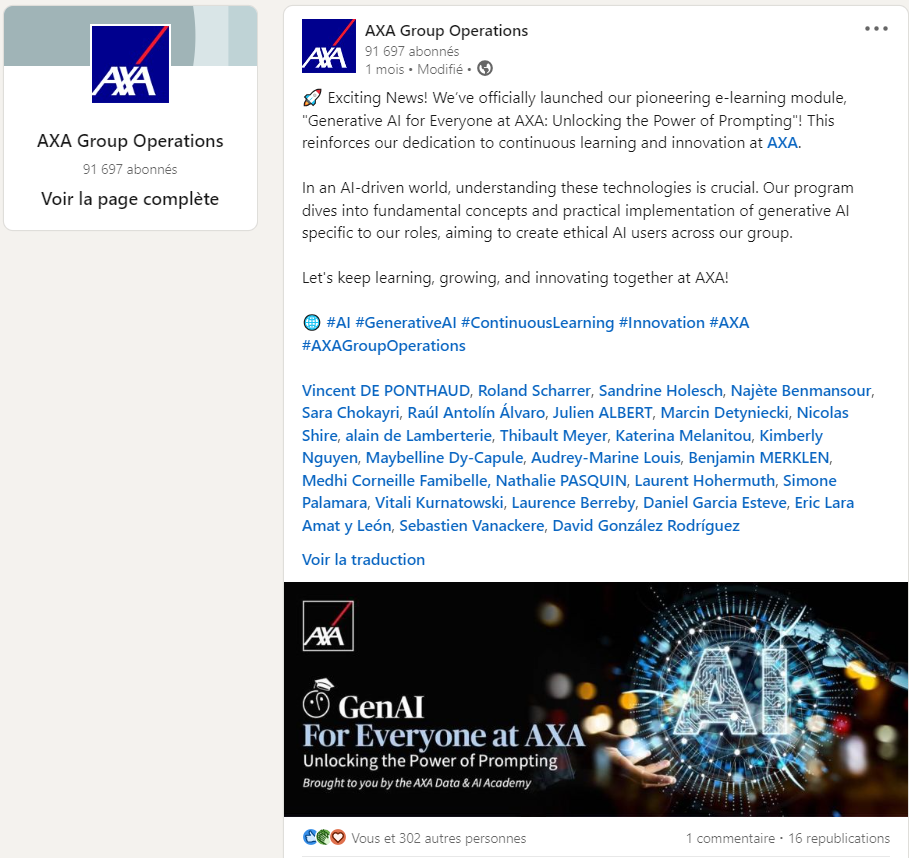 AXA
AXA Group Operations
91 697 abonnés
Voir la page complète
AXA
AXA Group Operations
91 697 abonnés
1 mois • Modifié •
🚀 Exciting News! We’ve officially launched our pioneering e-learning module,
"Generative AI for Everyone at AXA: Unlocking the Power of Prompting"! This
reinforces our dedication to continuous learning and innovation at AXA.
In an AI-driven world, understanding these technologies is crucial. Our program
dives into fundamental concepts and practical implementation of generative AI
specific to our roles, aiming to create ethical AI users across our group.
Let's keep learning, growing, and innovating together at AXA!
🌐 #AI #GenerativeAI #ContinuousLearning #Innovation #AXA
#AXAGroupOperations
Vincent DE PONTHAUD, Roland Scharrer, Sandrine Holesch, Najète Benmansour,
Sara Chokayri, Raúl Antolín Álvaro, Julien ALBERT, Marcin Detyniecki, Nicolas
Shire, alain de Lamberterie, Thibault Meyer, Katerina Melanitou, Kimberly
Nguyen, Maybelline Dy-Capule, Audrey-Marine Louis, Benjamin MERKLEN,
Medhi Corneille Famibelle, Nathalie PASQUIN, Laurent Hohermuth, Simone
Palamara, Vitali Kurnatowski, Laurence Berreby, Daniel Garcia Esteve, Eric Lara
Amat y León, Sebastien Vanackere, David González Rodríguez
Voir la traduction
AXA
GenAI
For Everyone at AXA
Unlocking the Power of Prompting
Brought to you by the AXA Data & AI Academy
AI
Vous et 302 autres personnes
1 commentaire • 16 republications